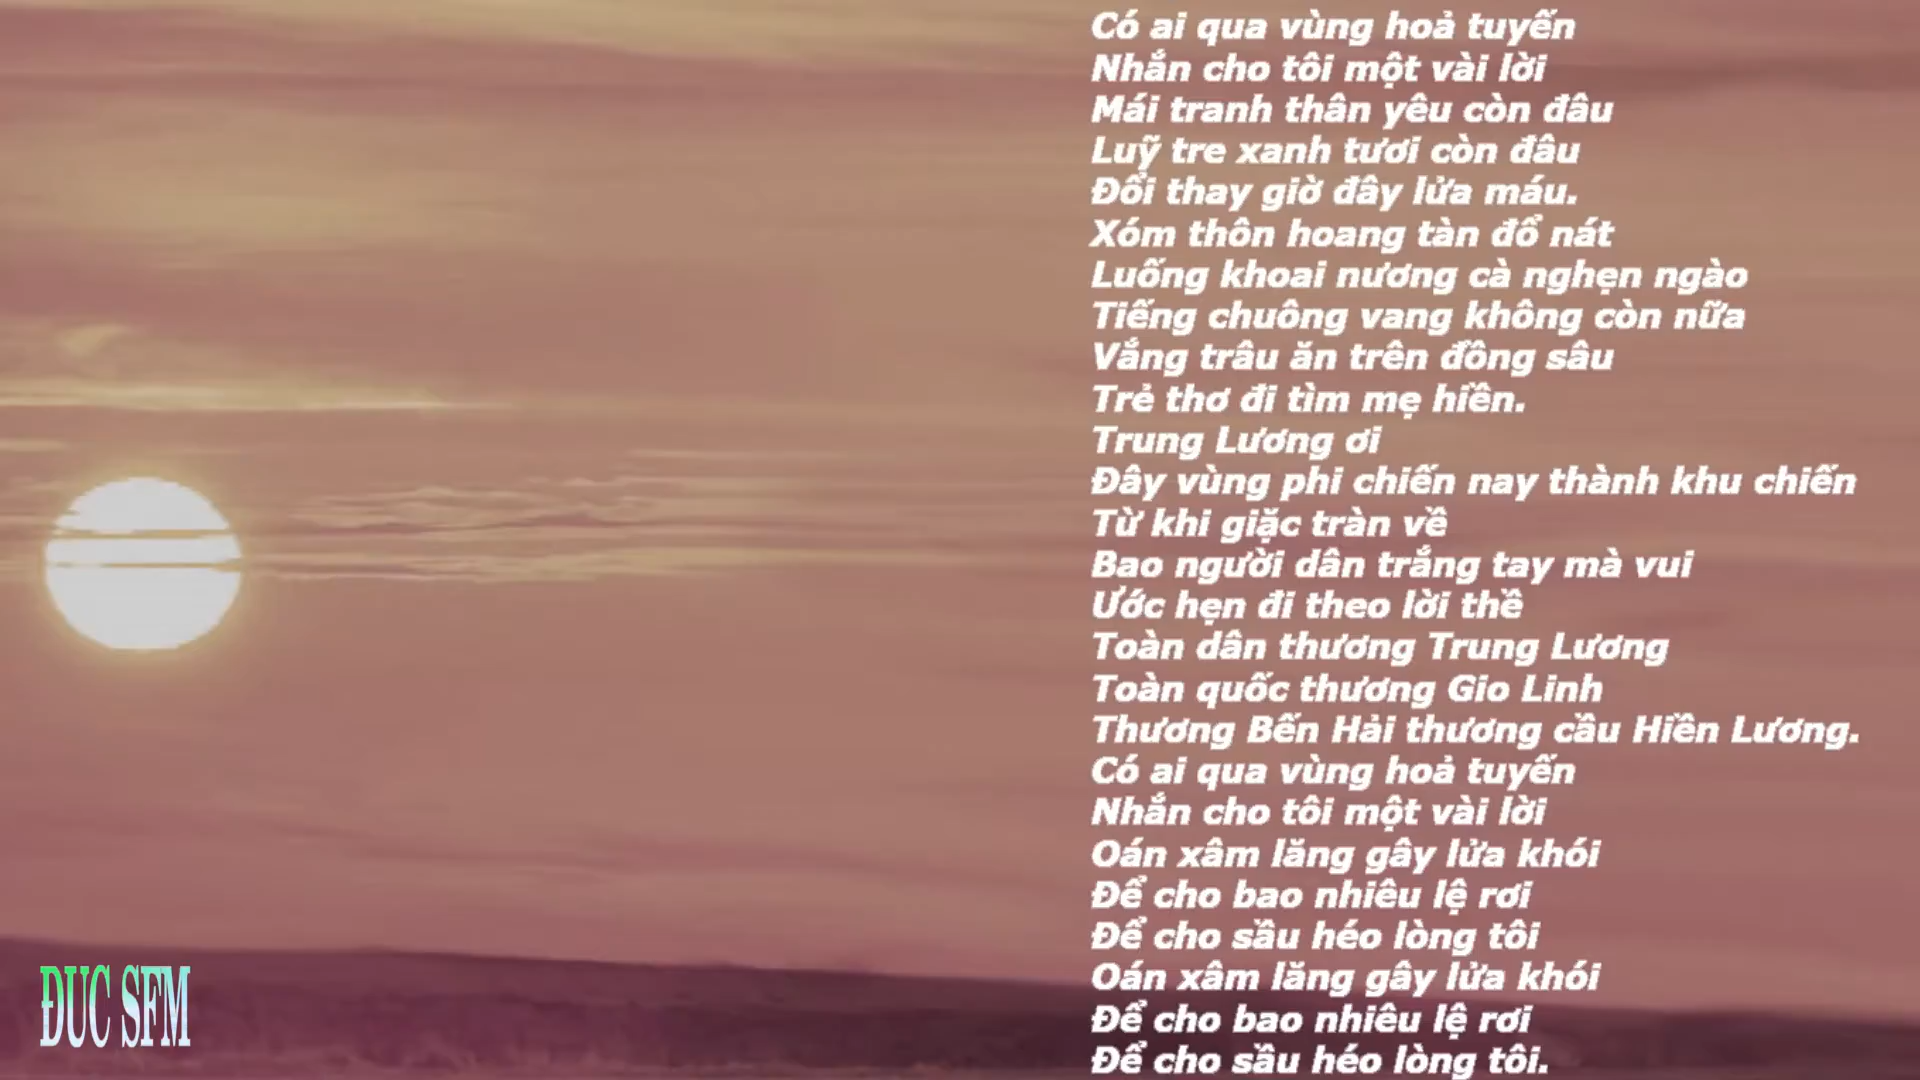 Có ai qua vùng hoả tuyến
Nhắn cho tôi một vài lời
Mái tranh thân yêu còn đâu
Luỹ tre xanh tươi còn đâu
Đổi thay giờ đây lửa máu.
Xóm thôn hoang tàn đổ nát
Luống khoai nương cà nghẹn ngào
Tiếng chuông vang không còn nữa
Vắng trâu ăn trên đồng sâu
Trẻ thơ đi tìm mẹ hiền.
Trung Lương ơi
Đây vùng phi chiến nay thành khu chiến
Từ khi giặc tràn về
Bao người dân trắng tay mà vui
Ước hẹn đi theo lời thề
Toàn dân thương Trung Lương
Toàn quốc thương Gio Linh
Thương Bến Hải thương cầu Hiền Lương.
Có ai qua vùng hoả tuyến
Nhắn cho tôi một vài lời
Oán xâm lăng gây lửa khói
Để cho bao nhiêu lệ rơi
Để cho sầu héo lòng tôi
Oán xâm lăng gây lửa khói
Để cho bao nhiêu lệ rơi
Để cho sầu héo lòng tôi.
ĐUC SFM